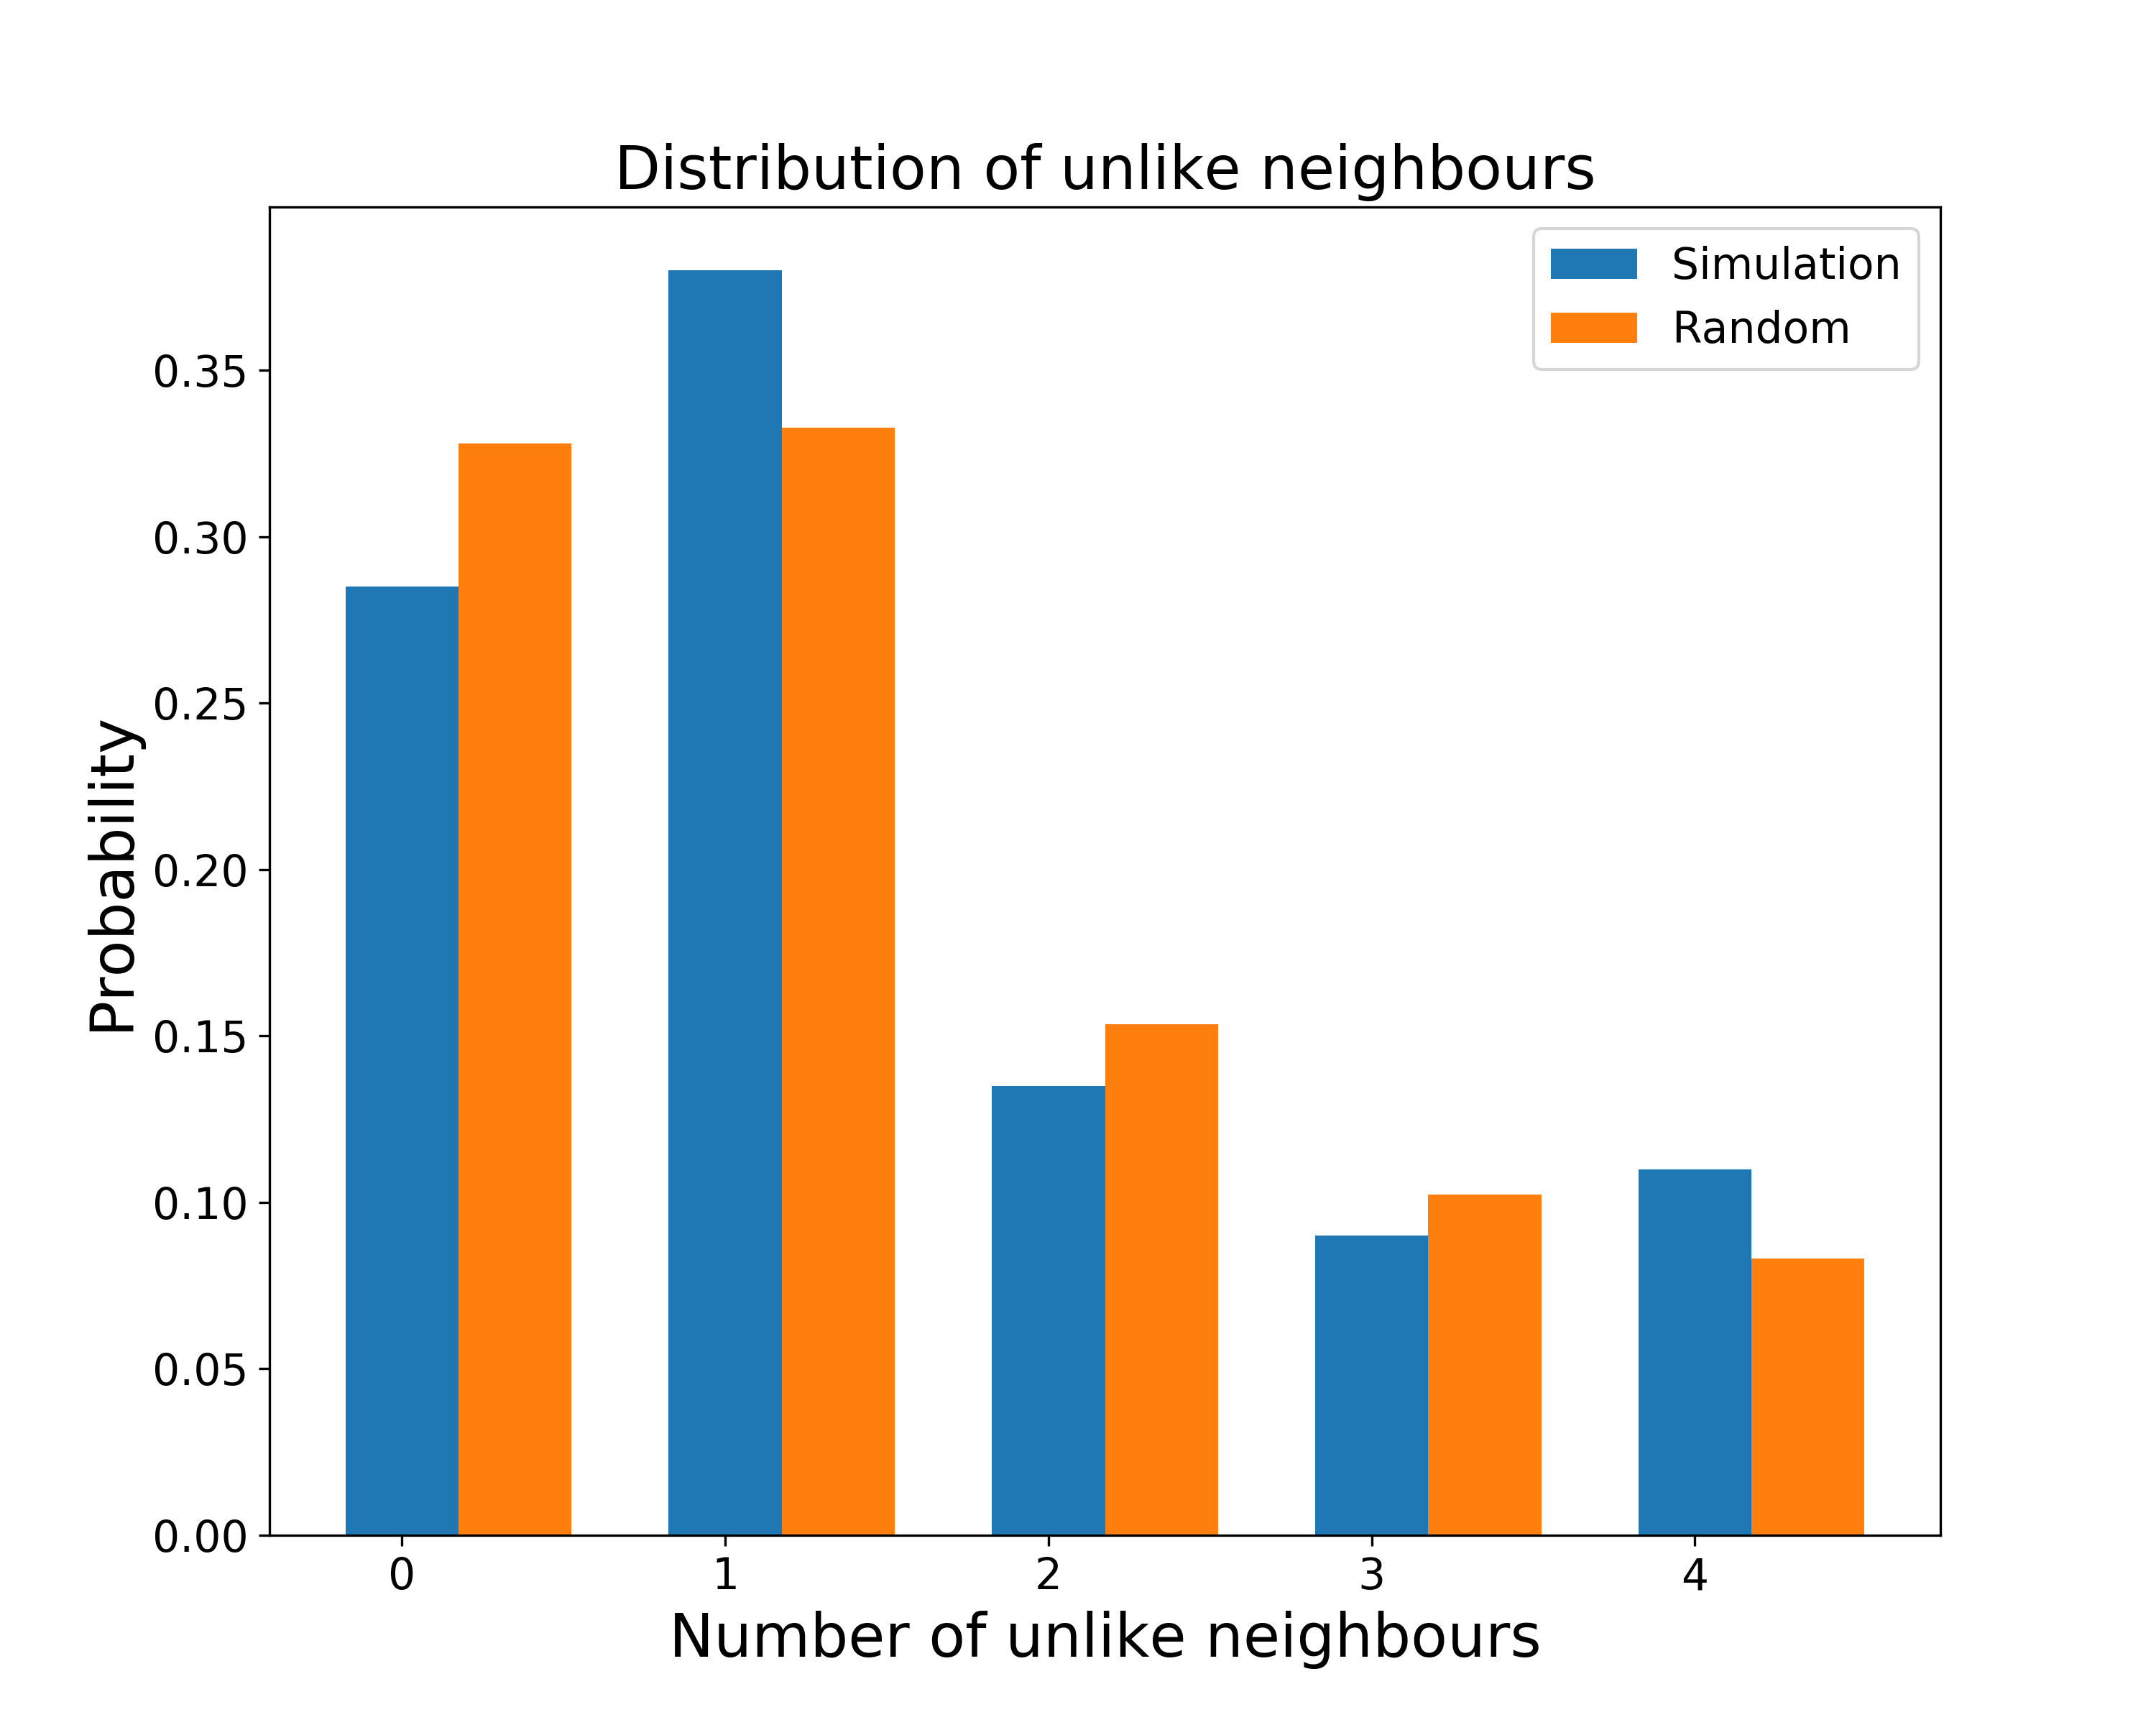 Distribution of unlike neighbours
Simulation
Random
0.35
0.30
0.25
0.20
0.15
0.10
0.05
0.00
Probability
0 1 2 3 4
Number of unlike neighbours